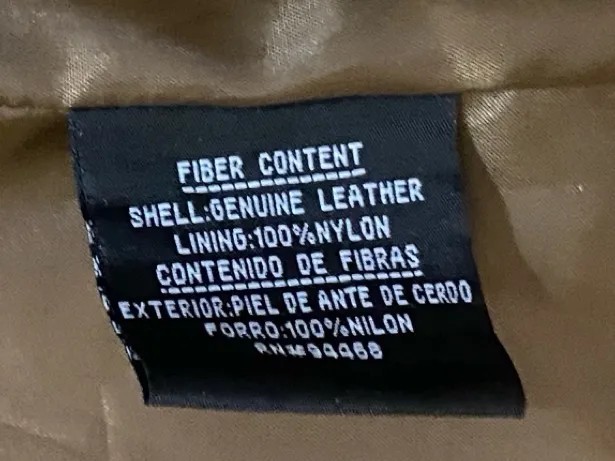 FIBER CONTENT
SHELL:GENUINE LEATHER
LINING:100%NYLON
CONTENIDO DE FIBRAS
EXTERIOR:PIEL DE ANTE DE CERDO
FORRO:100%NILON